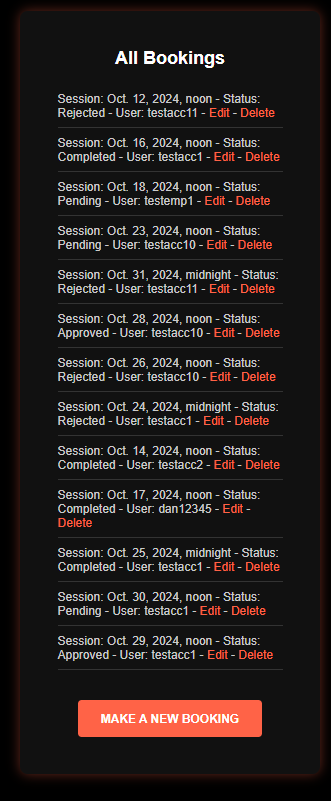 All Bookings
Session: Oct. 12, 2024, noon - Status:
Rejected - User: testacc11 - Edit - Delete
Session: Oct. 16, 2024, noon - Status:
Completed - User: testacc1 - Edit - Delete
Session: Oct. 18, 2024, noon - Status:
Pending - User: testemp1 - Edit - Delete
Session: Oct. 23, 2024, noon - Status:
Pending - User: testacc10 - Edit - Delete
Session: Oct. 31, 2024, midnight - Status:
Rejected - User: testacc11 - Edit - Delete
Session: Oct. 28, 2024, noon - Status:
Approved - User: testacc10 - Edit - Delete
Session: Oct. 26, 2024, noon - Status:
Rejected - User: testacc10 - Edit - Delete
Session: Oct. 24, 2024, midnight - Status:
Rejected - User: testacc1 - Edit - Delete
Session: Oct. 14, 2024, noon - Status:
Completed - User: testacc2 - Edit - Delete
Session: Oct. 17, 2024, noon - Status:
Completed - User: dan12345 - Edit -
Delete
Session: Oct. 25, 2024, midnight - Status:
Completed - User: testacc1 - Edit - Delete
Session: Oct. 30, 2024, noon - Status:
Pending - User: testacc1 - Edit - Delete
Session: Oct. 29, 2024, noon - Status:
Approved - User: testacc1 - Edit - Delete
MAKE A NEW BOOKING